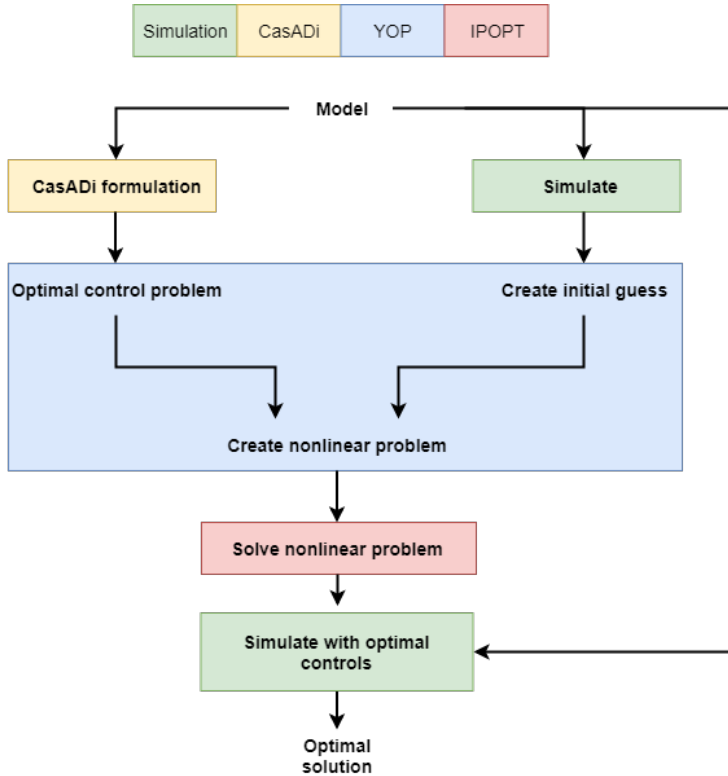 Simulation CasADi YOP IPOPT
Model
CasADi formulation
Simulate
Optimal control problem
Create initial guess
Create nonlinear problem
Solve nonlinear problem
Simulate with optimal
controls
Optimal
solution